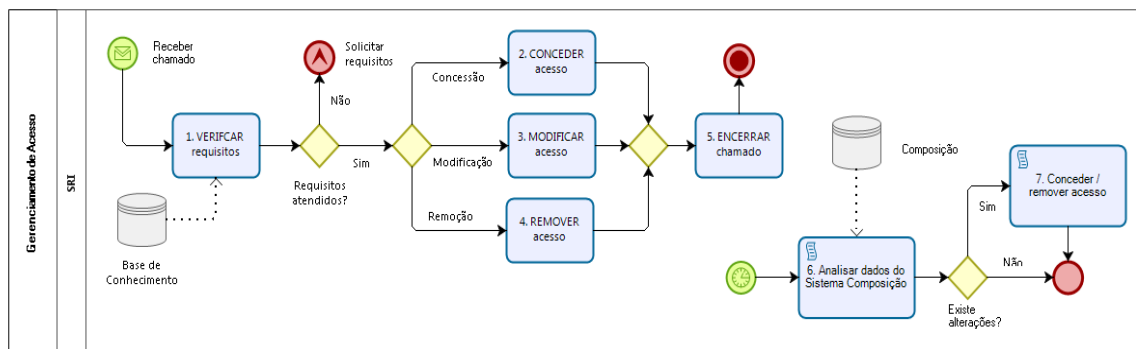 Gerenciamento de Acesso
SRI
Receber
chamado
1. VERIFCAR
requisitos
Base de
Conhecimento
Solicitar
requisitos
Não
Sim
Requisitos
atendidos?
Concessão
Modificação
Remoção
2. CONCEDER
acesso
3. MODIFICAR
acesso
4. REMOVER
acesso
5. ENCERRAR
chamado
Composição
6. Analisar dados do
Sistema Composição
Existe
alterações?
Sim
Não
7. Conceder /
remover acesso